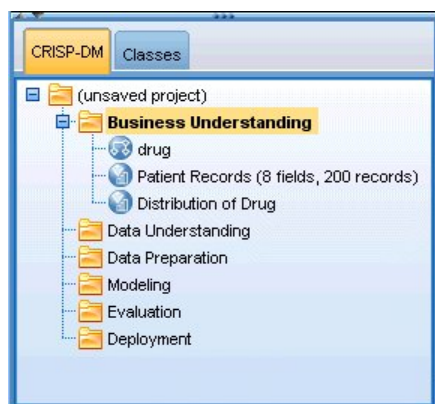 CRISP-DM Classes
(unsaved project)
Business Understanding
drug
Patient Records (8 fields, 200 records)
Distribution of Drug
Data Understanding
Data Preparation
Modeling
Evaluation
Deployment